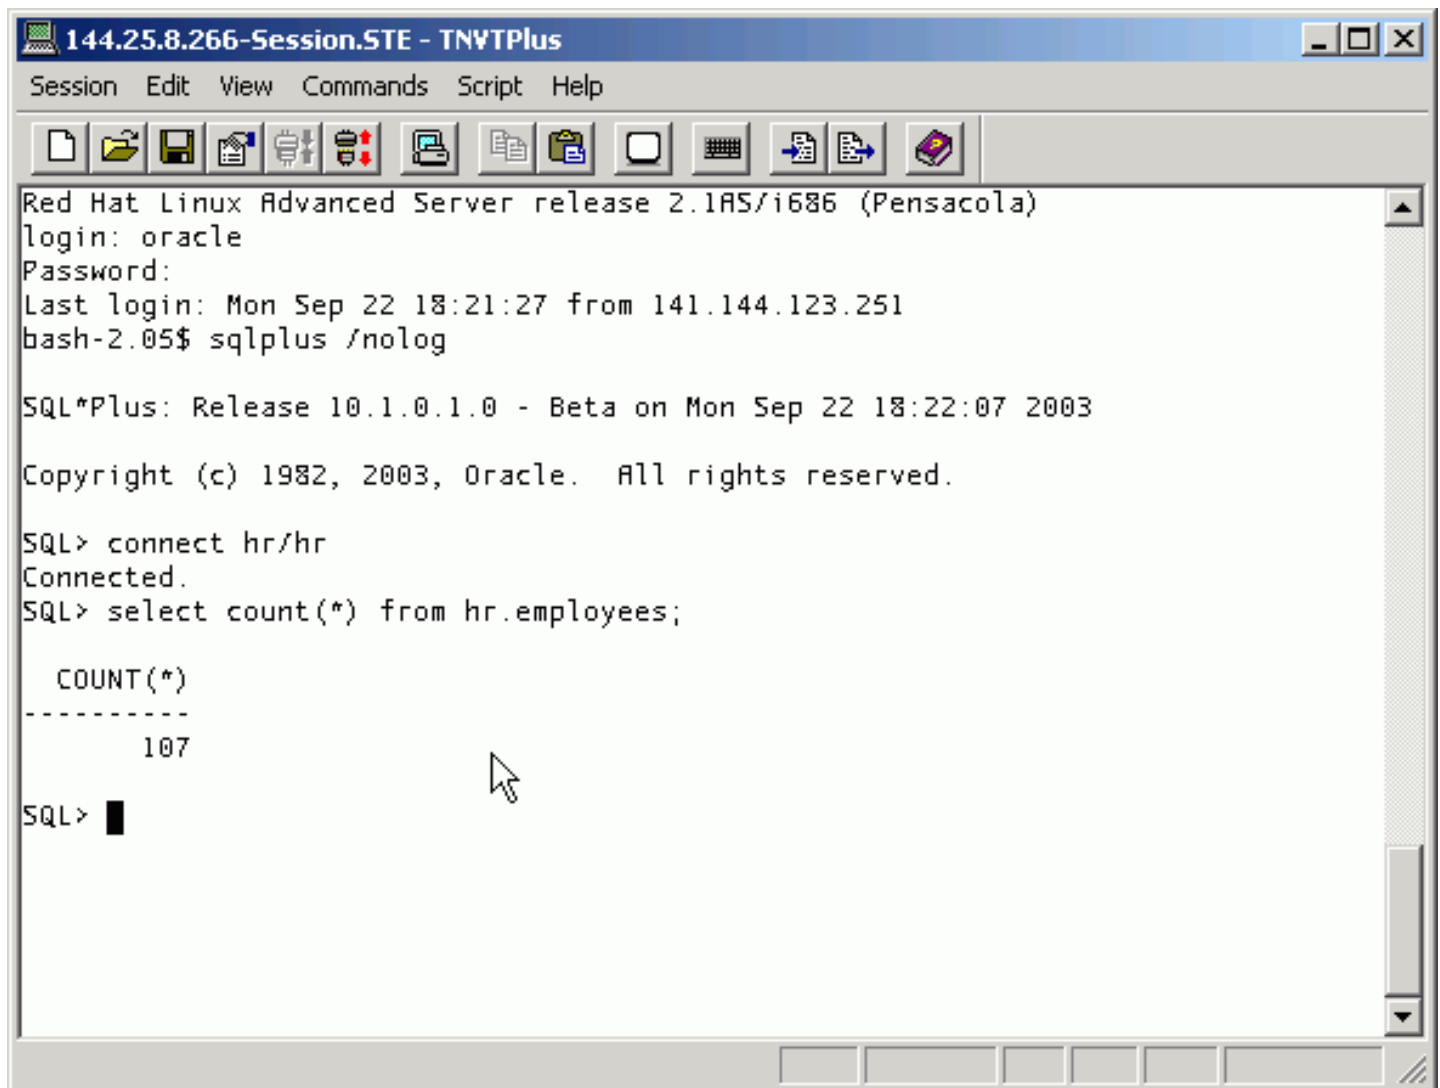 144.25.8.266-Session.STE - TNVTPlus
Session Edit View Commands Script Help
Red Hat Linux Advanced Server release 2.1AS/i686 (Pensacola)
login: oracle
Password:
Last login: Mon Sep 22 18:21:27 from 141.144.123.251
bash-2.05$ sqlplus /nolog
SQL*Plus: Release 10.1.0.1.0 - Beta on Mon Sep 22 18:22:07 2003
Copyright (c) 1982, 2003, Oracle.  All rights reserved.
SQL> connect hr/hr
Connected.
SQL> select count(*) from hr.employees;
COUNT(*)
----------
107
SQL>